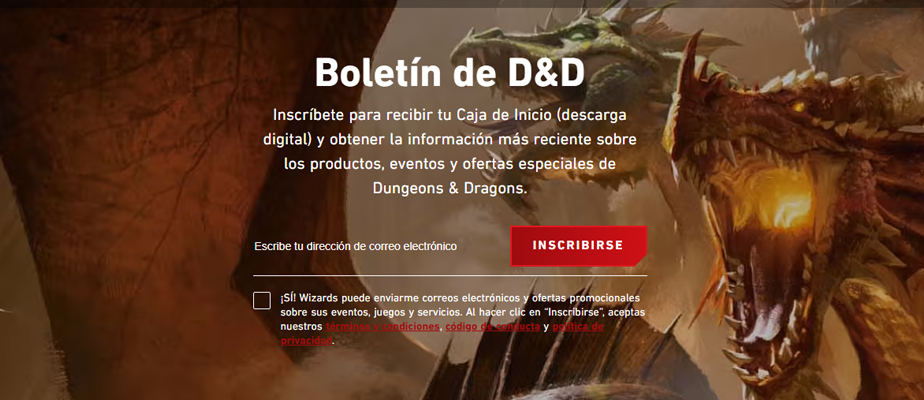 Boletín de D&D
Inscríbete para recibir tu Caja de Inicio (descarga
digital) y obtener la información más reciente sobre
los productos, eventos y ofertas especiales de
Dungeons & Dragons.
Escribe tu dirección de correo electrónico
INSCRIBIRSE
¡SÍ! Wizards puede enviarme correos electrónicos y ofertas promocionales
sobre sus eventos, juegos y servicios. Al hacer clic en “Inscribirse”, aceptas
nuestros términos y condiciones, código de conducta y política de
privacidad.